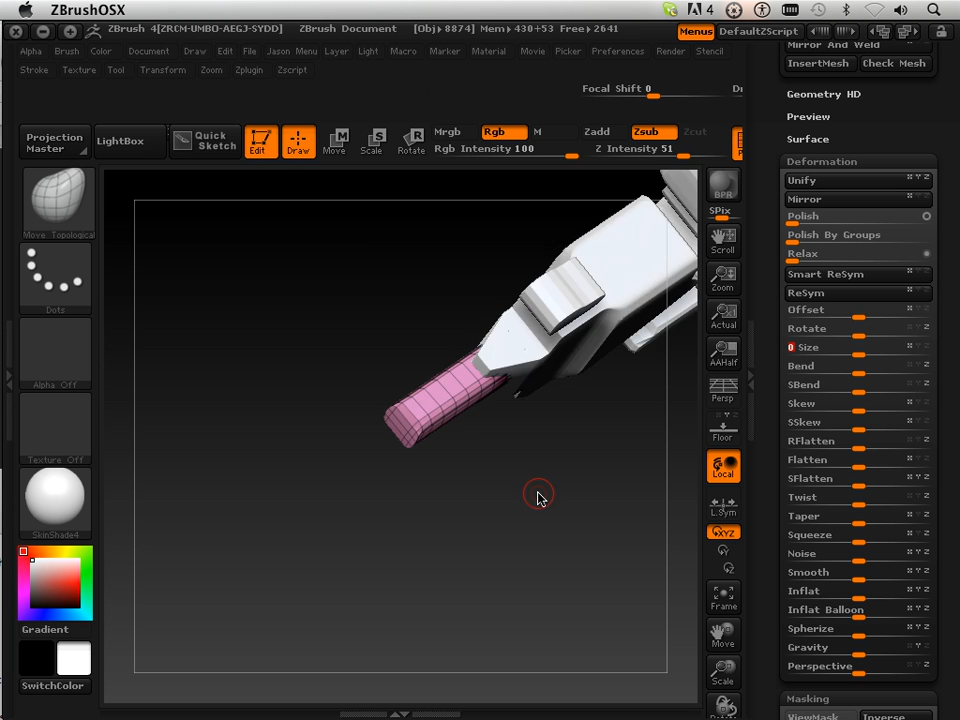 ZBrushOSX
4
ZBrush 4[ZRCM-UMBO-AEGJ-SYDD] ZBrush Document [Obj▸8874] Mem▸430+53 Free▸2641 Menus DefaultZScript
Alpha Brush Color Document Draw Edit File Jason Menu Layer Light Macro Marker Material Movie Picker Preferences Render Stencil
Stroke Texture Tool Transform Zoom Zplugin Zscript
Focal Shift 0
Projection Master
LightBox
Quick Sketch
Edit
Draw
Move
Scale
Rotate
Mrgb Rgb M
Rgb Intensity 100
Zadd Zsub Zcut
Z Intensity 51
Move_Topological
Dots
Alpha Off
Texture Off
SkinShade4
Gradient
SwitchColor
BPR
SPix
Scroll
Zoom
Actual
AAHalf
Persp
Floor
Local
L.Sym
XYZ
Frame
Move
Scale
Mirror And Weld
InsertMesh Check Mesh
Geometry HD
Preview
Surface
Deformation
Unify
Mirror
Polish
Polish By Groups
Relax
Smart ReSym
ReSym
Offset
Rotate
0 Size
Bend
SBend
Skew
SSkew
RFlatten
Flatten
SFlatten
Twist
Taper
Squeeze
Noise
Smooth
Inflat
Inflat Balloon
Spherize
Gravity
Perspective
Masking
ViewMask Inverse